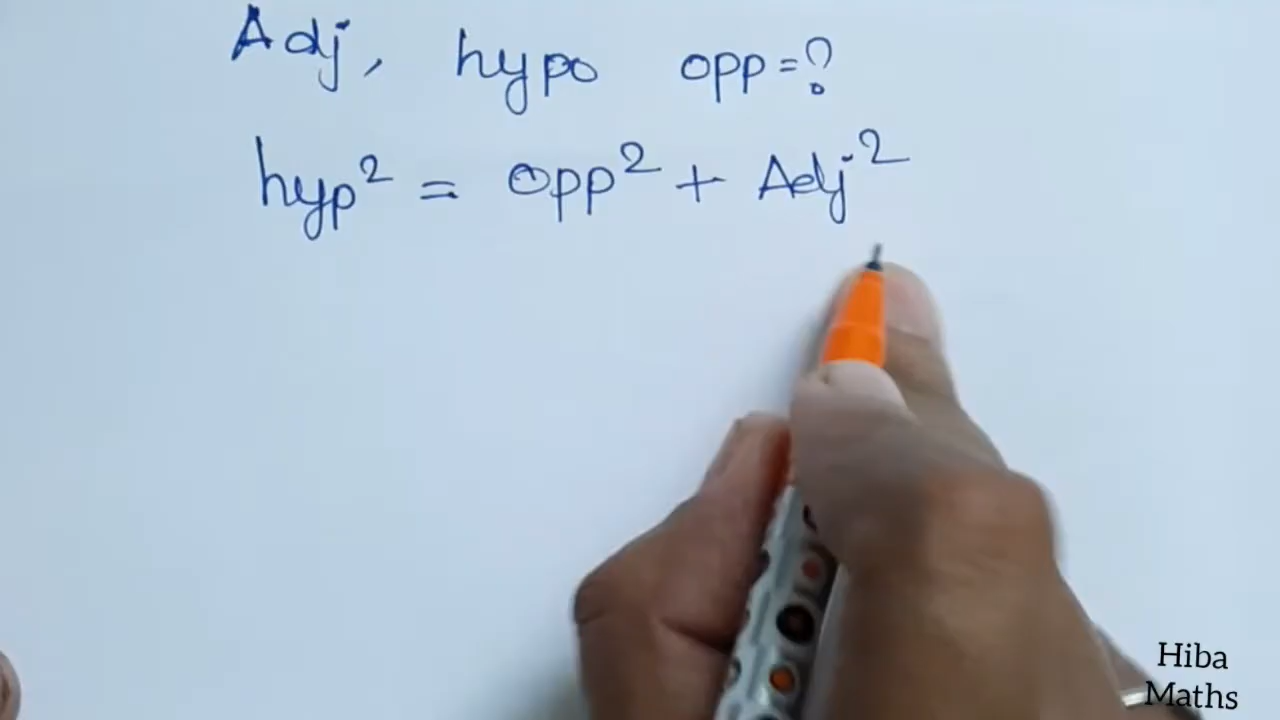 Adj, hypo opp=?
hyp² = opp² + Adj²
Hiba
Maths